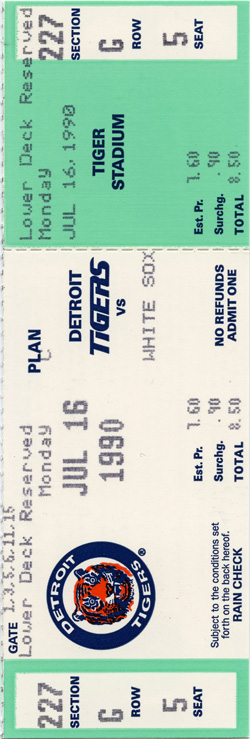 227
SECTION
G
ROW
5
SEAT
GATE 1,3,5,6,11,15
Lower Deck Reserved
Monday
PLAN
JUL 16
1990
DETROIT
TIGERS
vs
WHITE SOX
DETROIT
TIGERS
®
Subject to the conditions set
forth on the back hereof.
RAIN CHECK
Est. Pr. 7.60
Surchg. .90
TOTAL 8.50
NO REFUNDS
ADMIT ONE
Lower Deck Reserved
Monday
JUL 16, 1990
TIGER
STADIUM
Est. Pr. 7.60
Surchg. .90
TOTAL 8.50
227
SECTION
G
ROW
5
SEAT